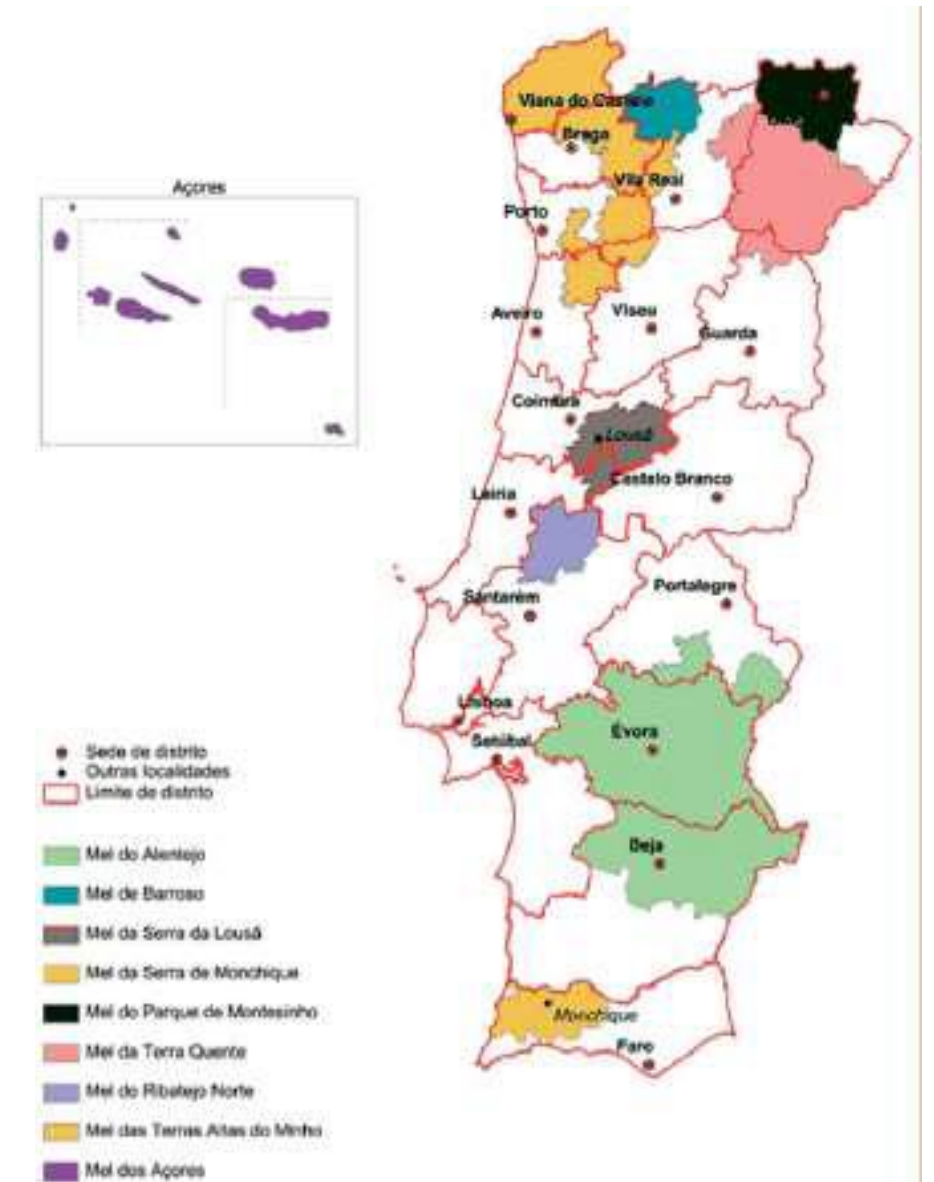 Viana do Castelo
Braga
Vila Real
Açores
Porto
Aveiro
Viseu
Guarda
Coimbra
Lousã
Castelo Branco
Leiria
Portalegre
Santarém
Lisboa
Évora
Setúbal
Sede de distrito
Outras localidades
Limite de distrito
Beja
Mel do Alentejo
Mel de Barroso
Mel da Serra da Lousã
Mel da Serra de Monchique
Monchique
Mel do Parque de Montesinho
Faro
Mel da Terra Quente
Mel do Ribatejo Norte
Mel das Terras Altas do Minho
Mel dos Açores